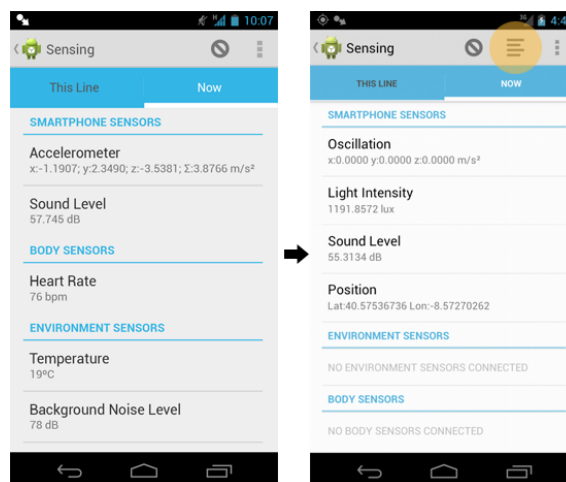 10:07
Sensing
This Line
Now
SMARTPHONE SENSORS
Accelerometer
x:-1.1907; y:2.3490; z:-3.5381; Σ:3.8766 m/s²
Sound Level
57.745 dB
BODY SENSORS
Heart Rate
76 bpm
ENVIRONMENT SENSORS
Temperature
19ºC
Background Noise Level
78 dB
3G
4:4
Sensing
THIS LINE
NOW
SMARTPHONE SENSORS
Oscillation
x:0.0000 y:0.0000 z:0.0000 m/s²
Light Intensity
1191.8572 lux
Sound Level
55.3134 dB
Position
Lat:40.57536736 Lon:-8.57270262
ENVIRONMENT SENSORS
NO ENVIRONMENT SENSORS CONNECTED
BODY SENSORS
NO BODY SENSORS CONNECTED